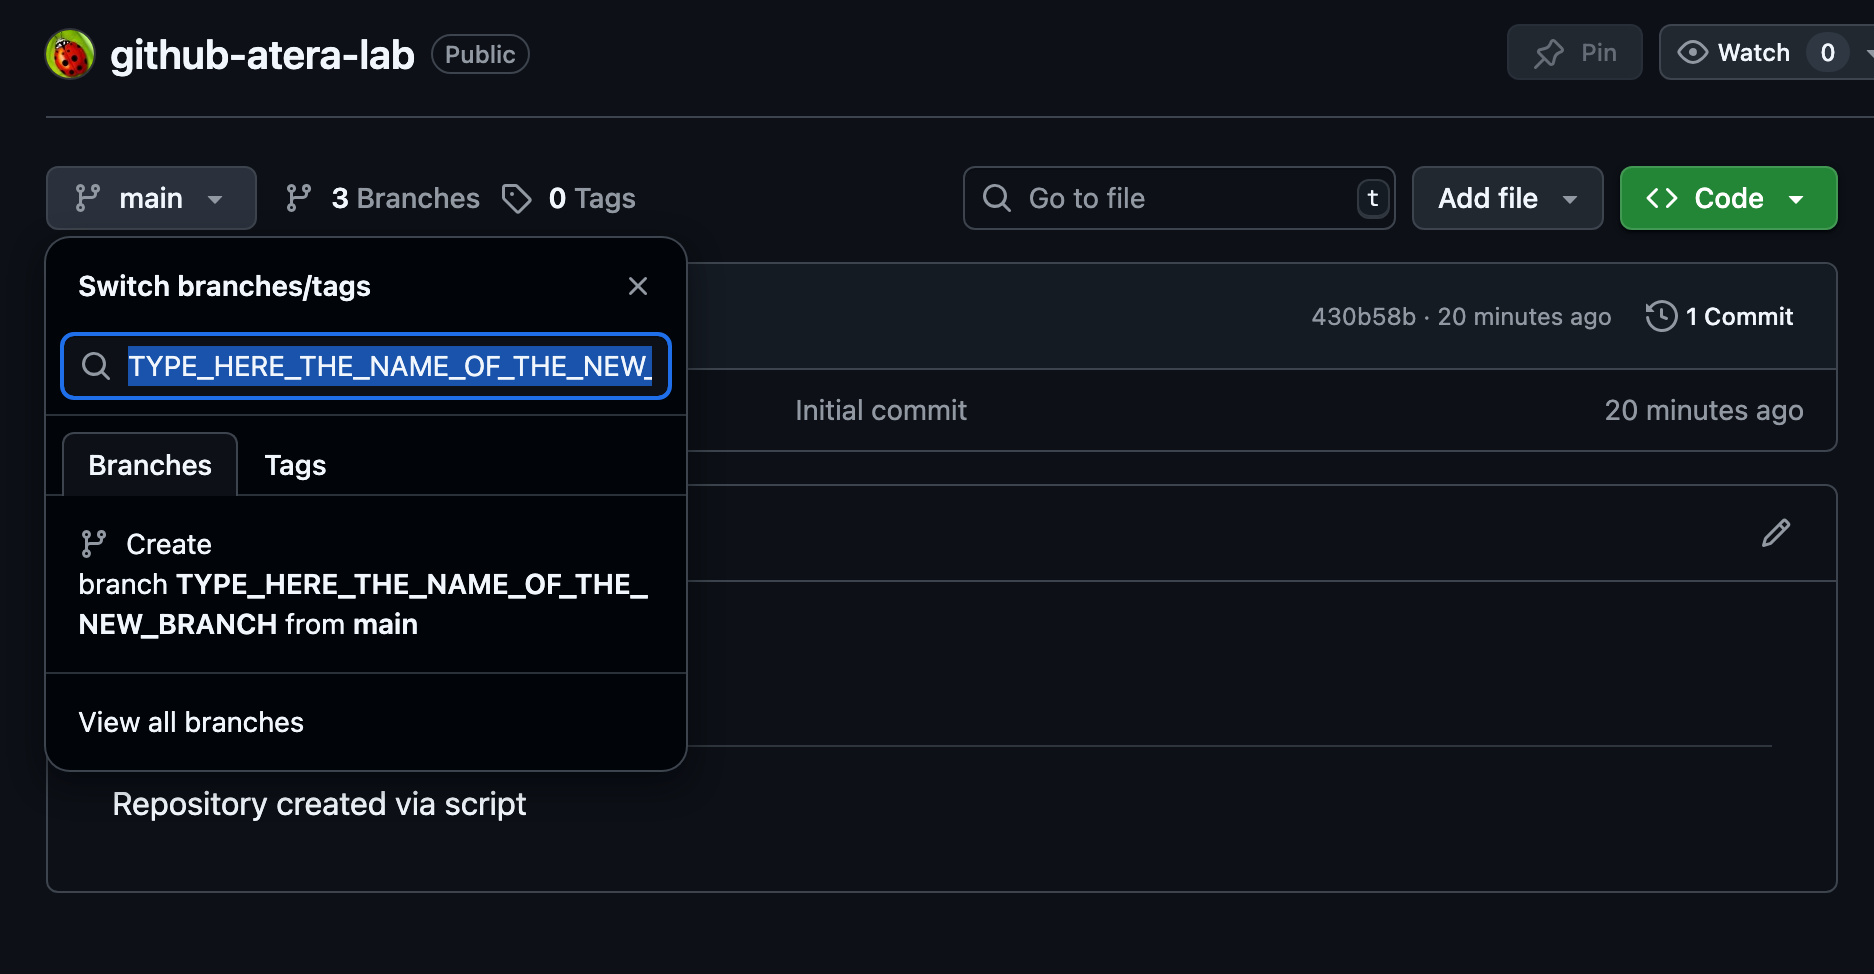 github-atera-lab Public Pin Watch 0
main 3 Branches 0 Tags Go to file t Add file Code
Switch branches/tags
430b58b · 20 minutes ago 1 Commit
TYPE_HERE_THE_NAME_OF_THE_NEW_
Initial commit 20 minutes ago
Branches Tags
Create
branch TYPE_HERE_THE_NAME_OF_THE_
NEW_BRANCH from main
View all branches
Repository created via script